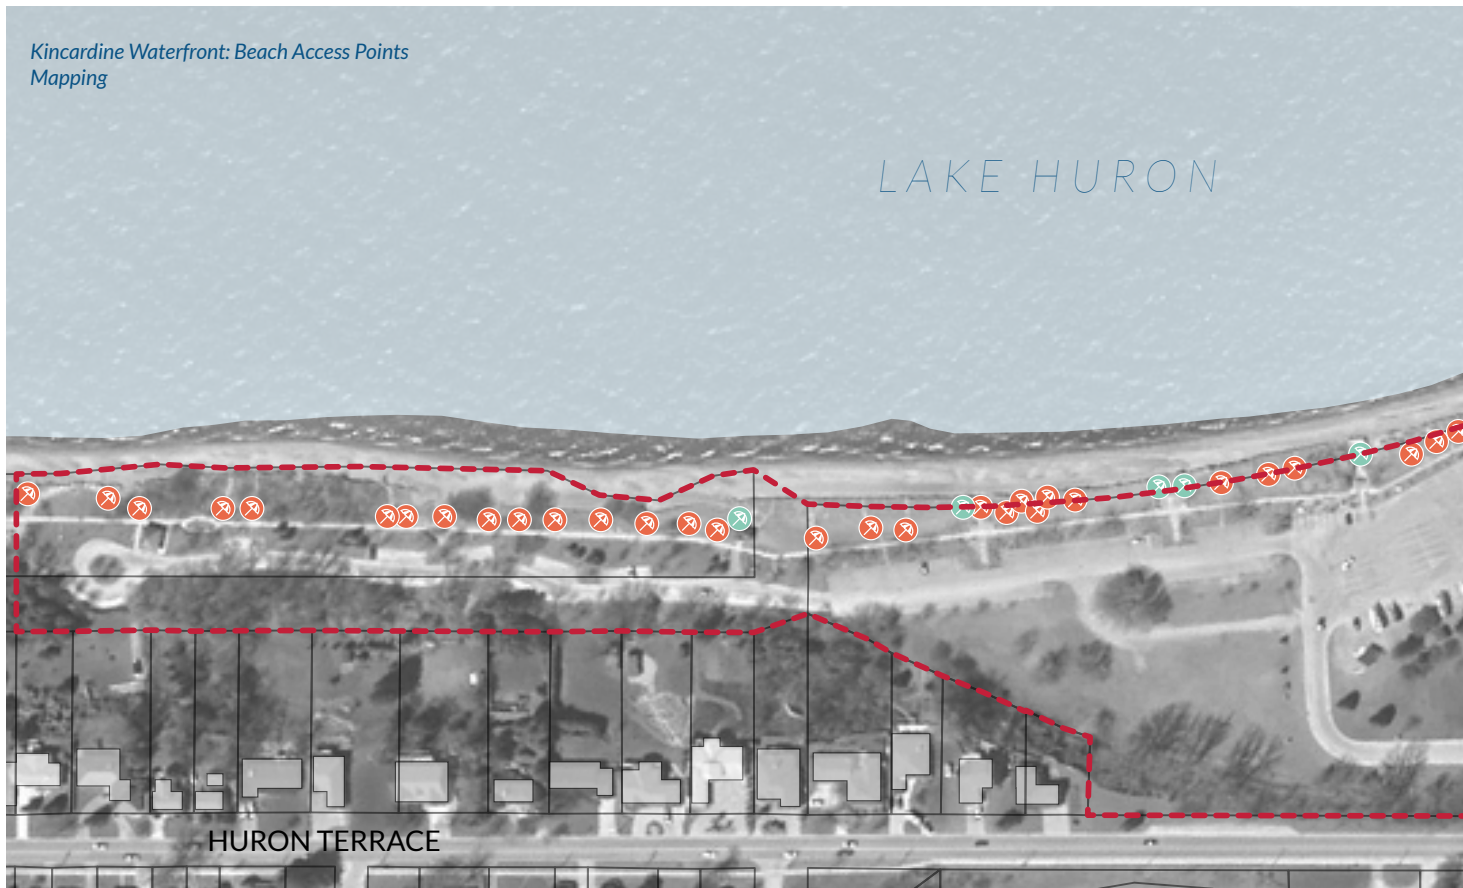 Kincardine Waterfront: Beach Access Points
Mapping
LAKE HURON
HURON TERRACE